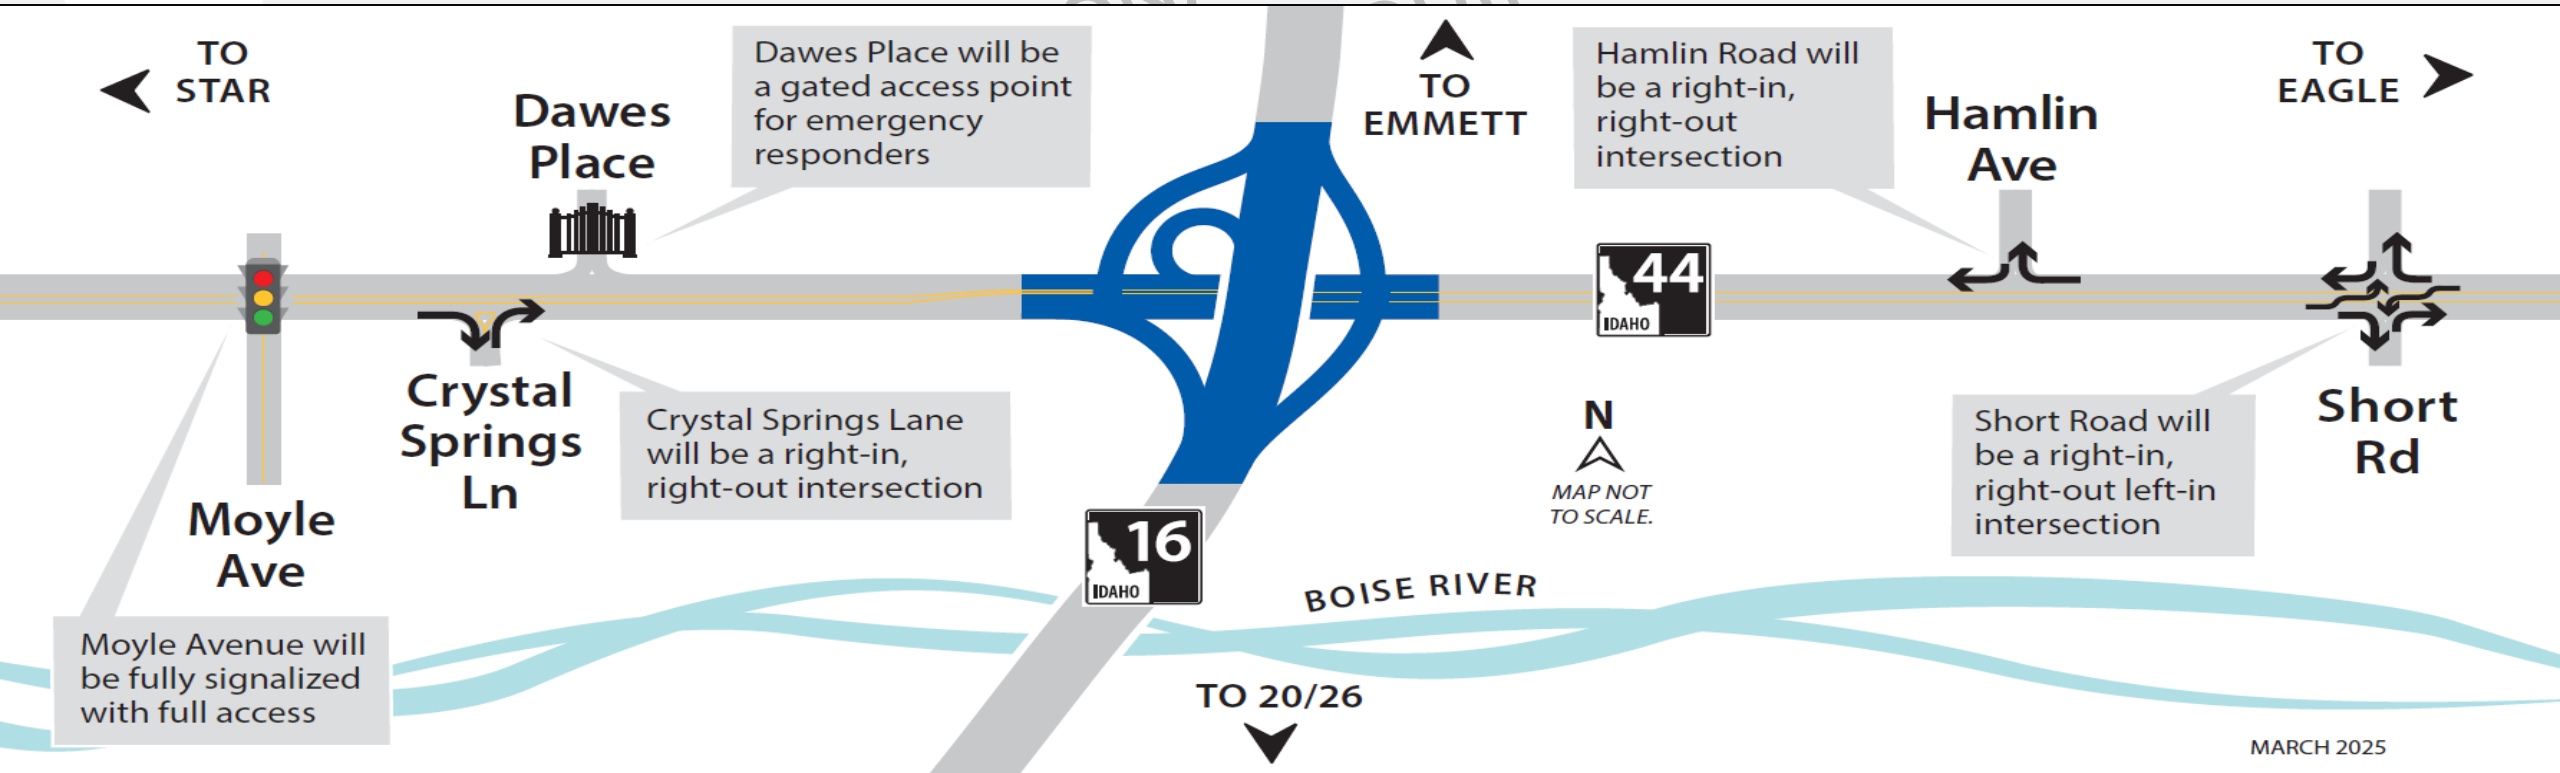 TO
STAR
Dawes
Place
Dawes Place will be
a gated access point
for emergency
responders
TO
EMMETT
Hamlin Road will
be a right-in,
right-out
intersection
Hamlin
Ave
TO
EAGLE
44
IDAHO
Crystal
Springs
Ln
Crystal Springs Lane
will be a right-in,
right-out intersection
N
MAP NOT
TO SCALE.
Short Road will
be a right-in,
right-out left-in
intersection
Short
Rd
Moyle
Ave
16
IDAHO
BOISE RIVER
Moyle Avenue will
be fully signalized
with full access
TO 20/26
MARCH 2025